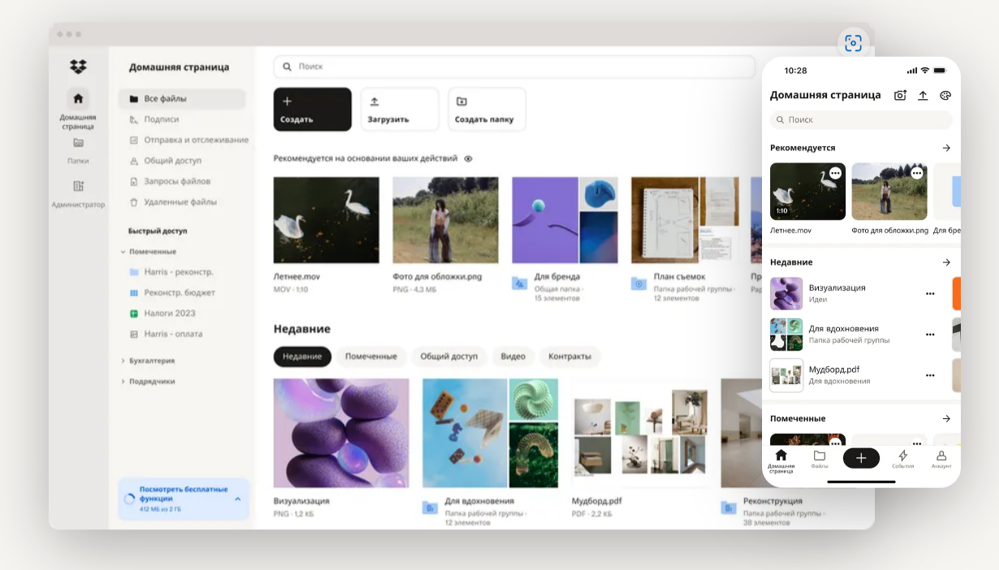 Домашняя
страница
Папки
Администратор
Домашняя страница
Все файлы
Подписи
Отправка и отслеживание
Общий доступ
Запросы файлов
Удаленные файлы
Быстрый доступ
Помеченные
Harris - реконстр.
Реконстр. бюджет
Налоги 2023
Harris - оплата
Бухгалтерия
Подрядчики
Посмотреть бесплатные
функции
412 МБ из 2 ГБ
Поиск
Создать
Загрузить
Создать папку
Рекомендуется на основании ваших действий
Летнее.mov
MOV · 1:10
Фото для обложки.png
PNG · 4,3 МБ
Для бренда
Общая папка ·
15 элементов
План съемок
Папка рабочей группы ·
12 элементов
Пр
Pap
Недавние
Недавние
Помеченные
Общий доступ
Видео
Контракты
Визуализация
PNG · 1,2 КБ
Для вдохновения
Папка рабочей группы ·
12 элементов
Мудборд.pdf
PDF · 2,2 КБ
Реконструкция
Папка рабочей группы ·
38 элементов
10:28
Домашняя страница
Поиск
Рекомендуется
1:10
Летнее.mov
Фото для обложки.png
Для бре
Недавние
Визуализация
Идеи
Для вдохновения
Папка рабочей группы
Мудборд.pdf
Для вдохновения
Помеченные
Домашняя
страница
Файлы
События
Аккаунт